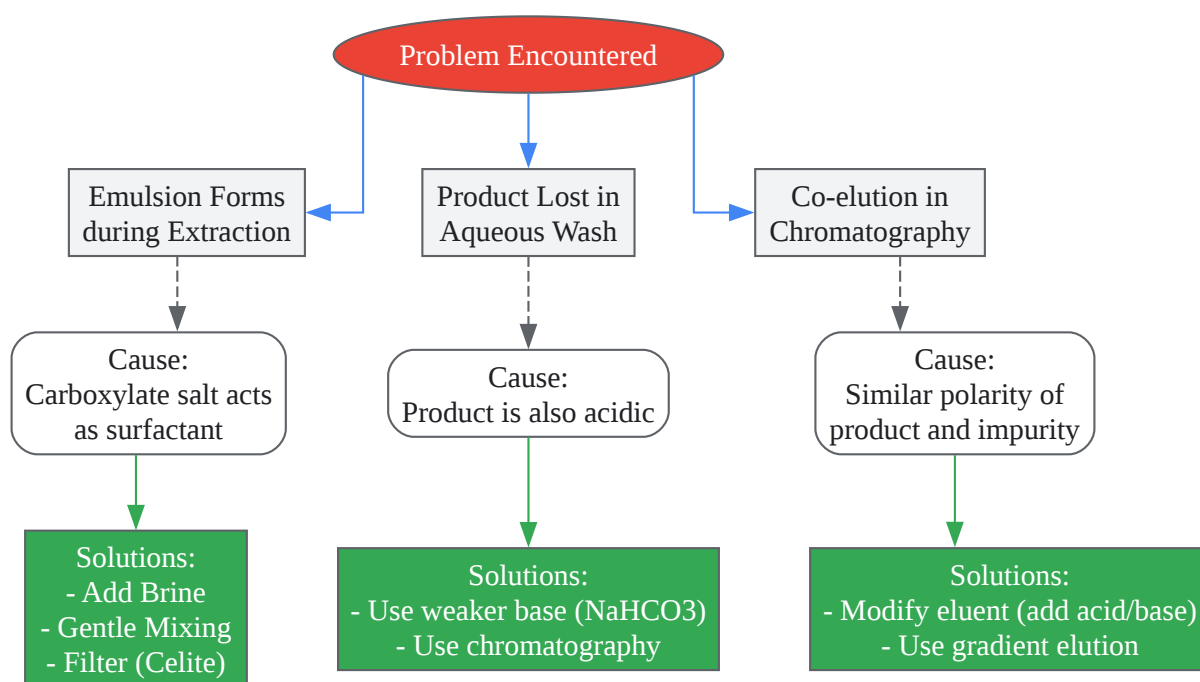 Problem Encountered
Emulsion Forms
during Extraction
Product Lost in
Aqueous Wash
Co-elution in
Chromatography
Cause:
Carboxylate salt acts
as surfactant
Cause:
Product is also acidic
Cause:
Similar polarity of
product and impurity
Solutions:
- Add Brine
- Gentle Mixing
- Filter (Celite)
Solutions:
- Use weaker base (NaHCO3)
- Use chromatography
Solutions:
- Modify eluent (add acid/base)
- Use gradient elution